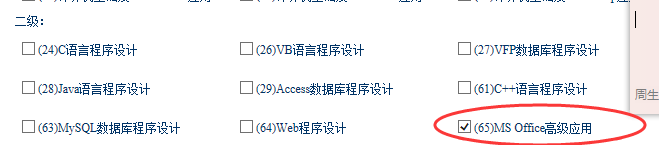 二级:
(24)C语言程序设计 (26)VB语言程序设计 (27)VFP数据库程序设计
(28)Java语言程序设计 (29)Access数据库程序设计 (61)C++语言程序设计
周生
(63)MySQL数据库程序设计 (64)Web程序设计 (65)MS Office高级应用